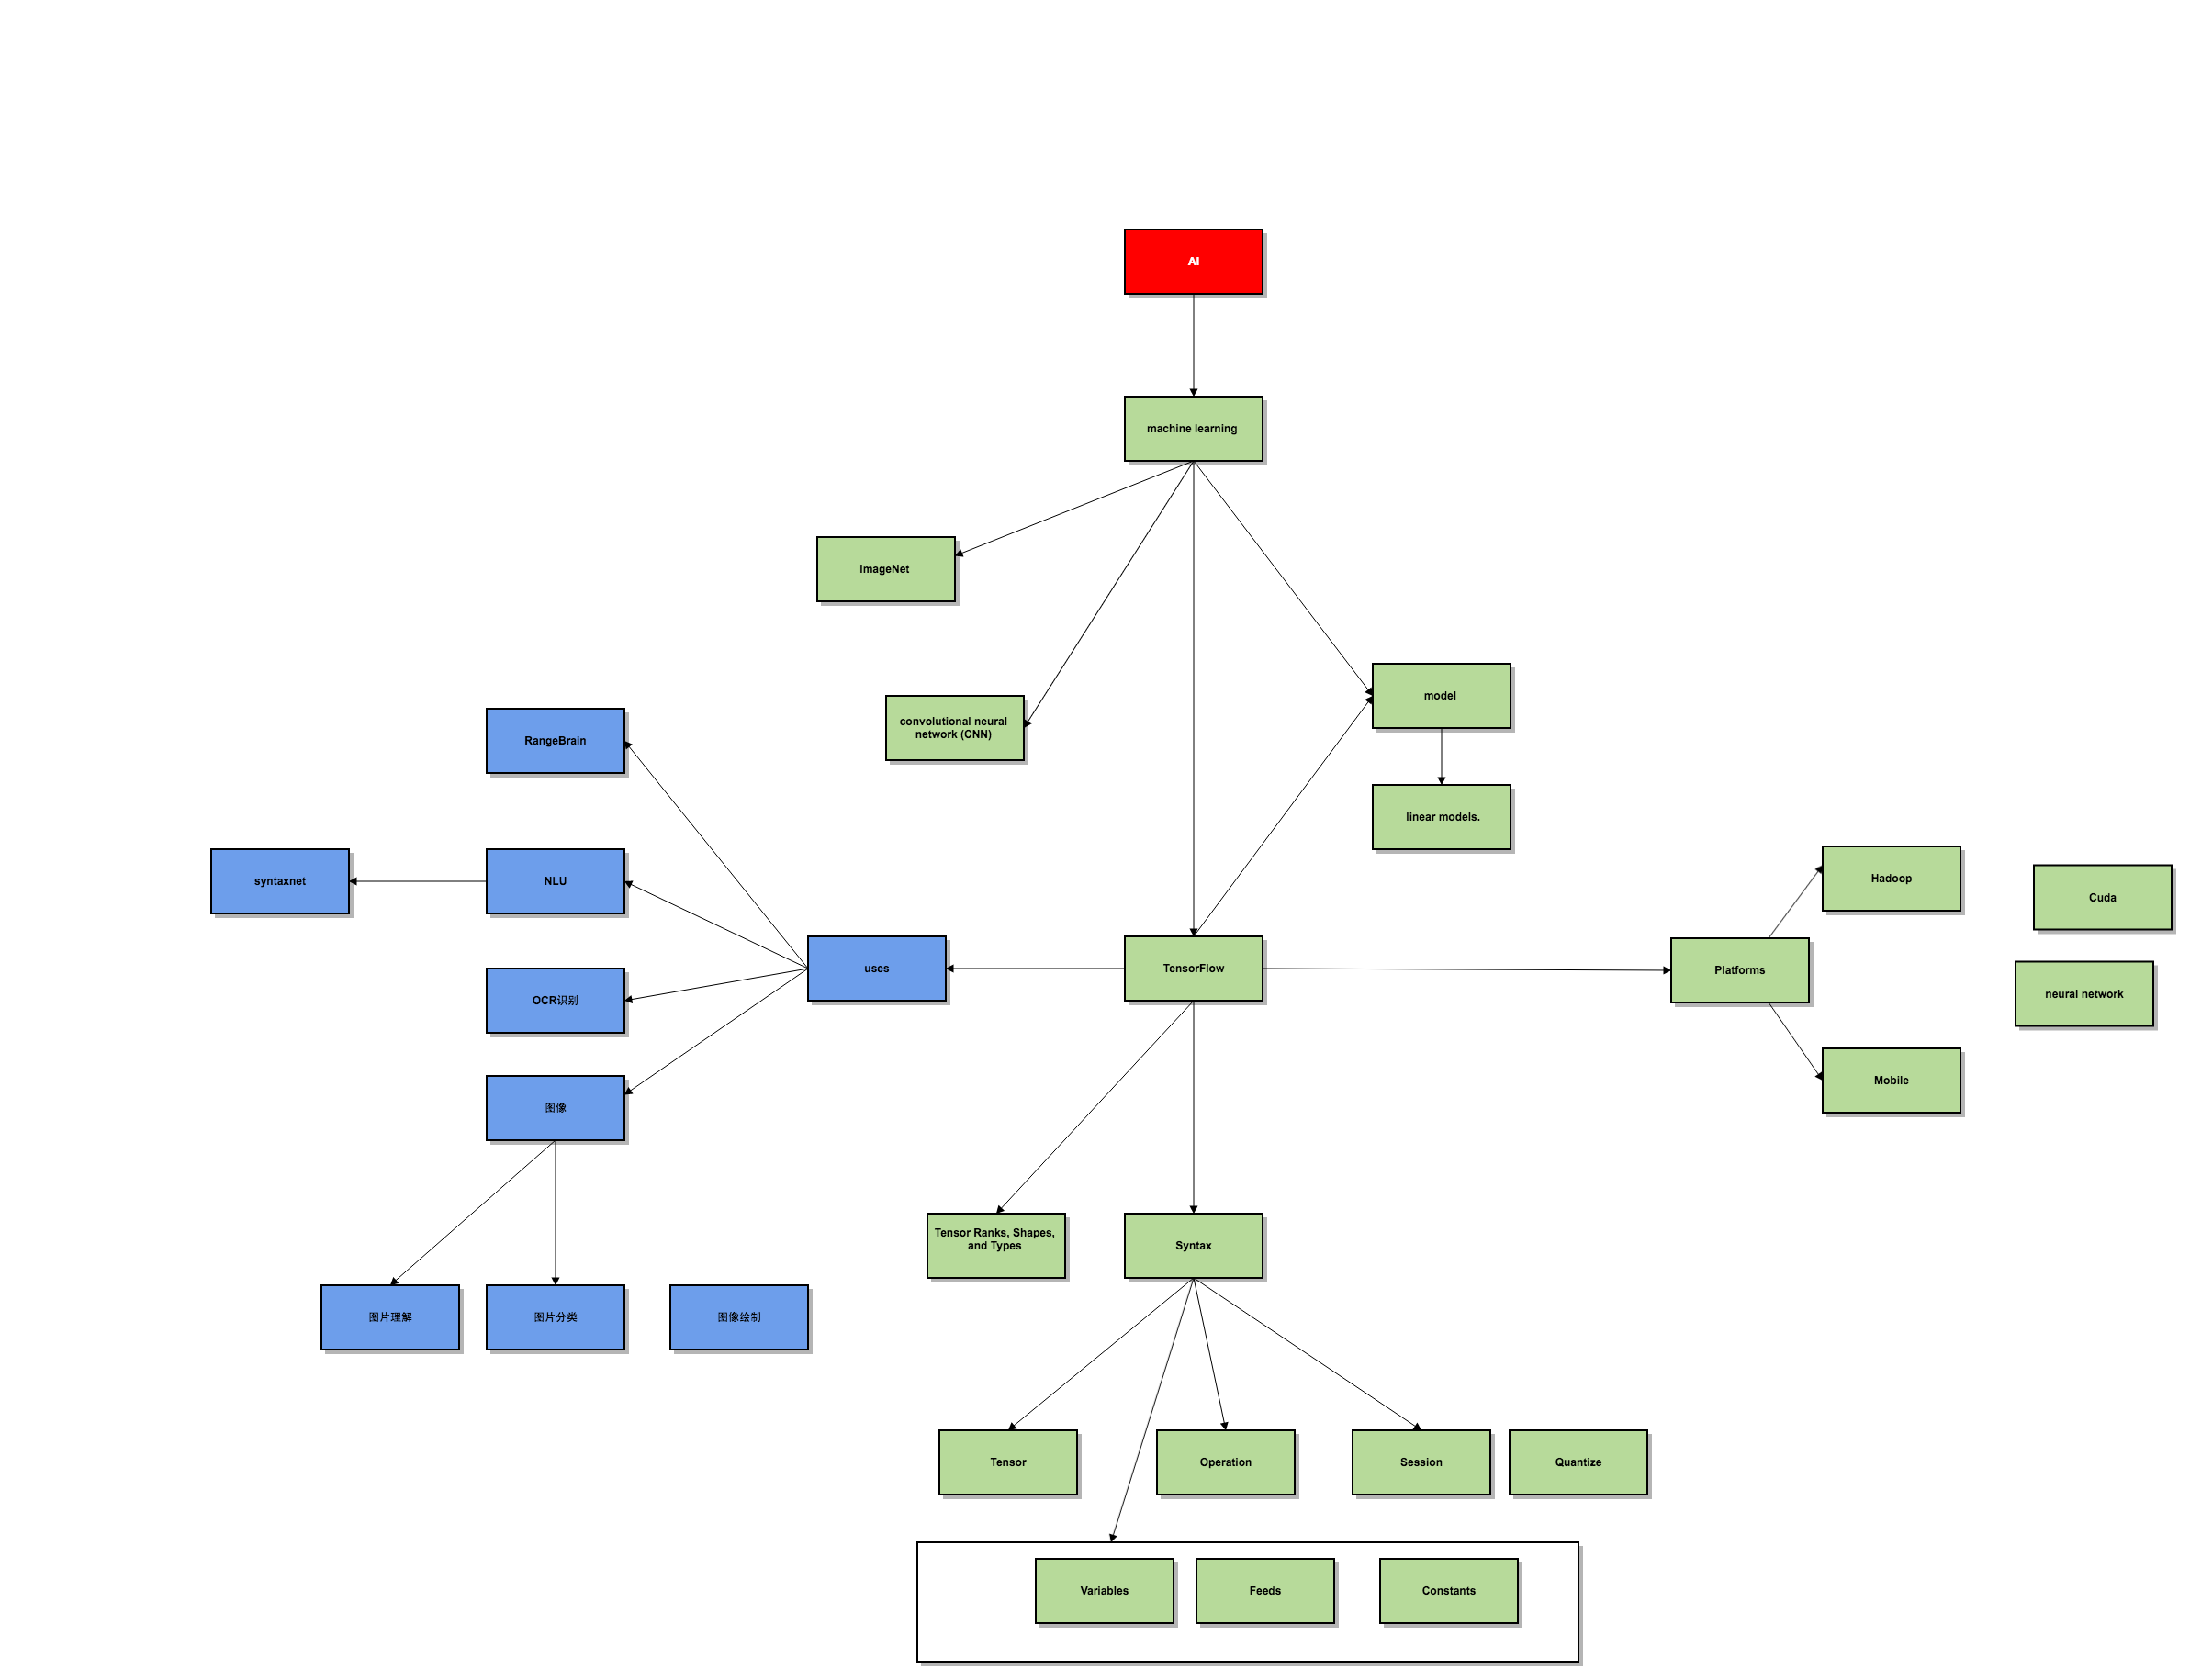 AI
machine learning
ImageNet
model
convolutional neural
network (CNN)
RangeBrain
linear models.
syntaxnet
NLU
Hadoop
Cuda
uses
TensorFlow
Platforms
neural network
OCR识别
Mobile
图像
Tensor Ranks, Shapes,
and Types
Syntax
图片理解
图片分类
图像绘制
Tensor
Operation
Session
Quantize
Variables
Feeds
Constants